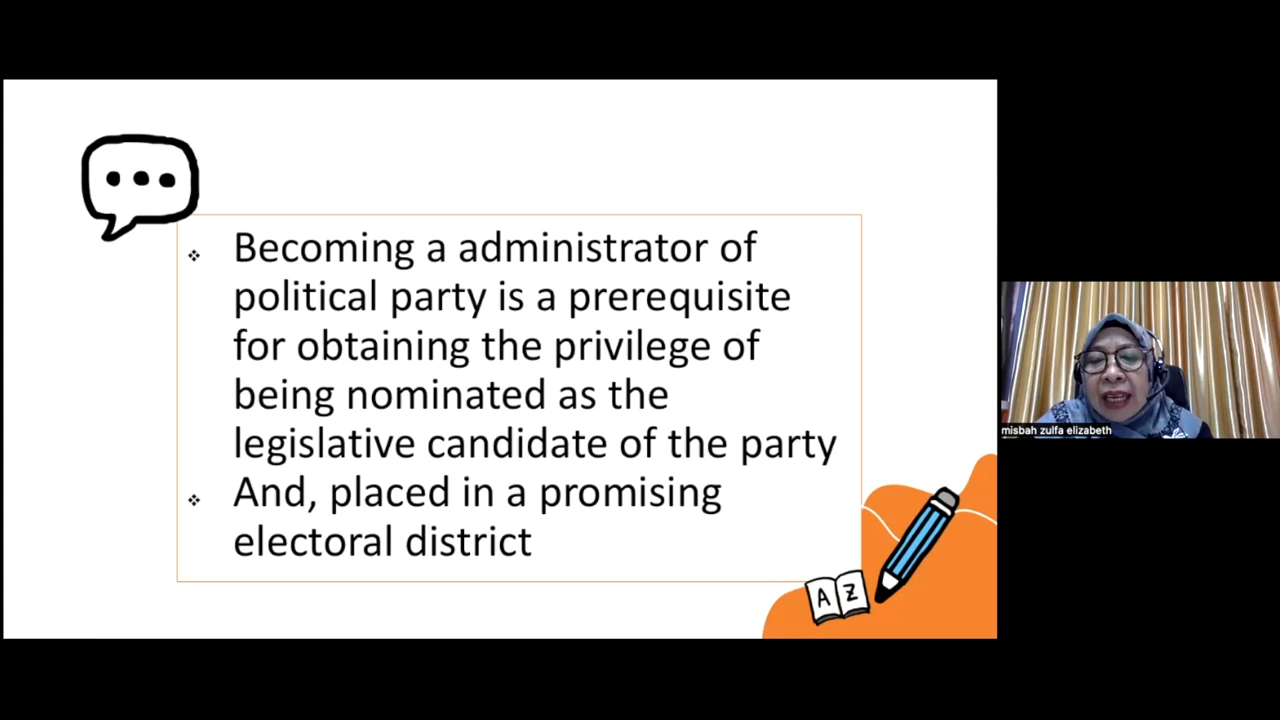 Becoming a administrator of
political party is a prerequisite
for obtaining the privilege of
being nominated as the
legislative candidate of the party
And, placed in a promising
electoral district
A Z
misbah zulfa elizabeth